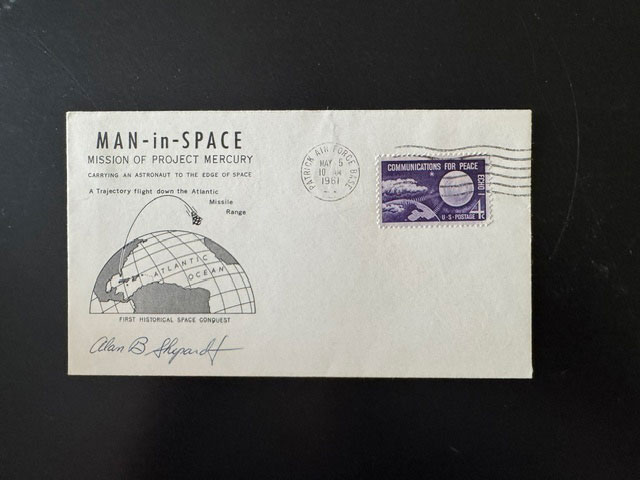 MAN-in-SPACE
MISSION OF PROJECT MERCURY
CARRYING AN ASTRONAUT TO THE EDGE OF SPACE
A Trajectory flight down the Atlantic
Missile
Range
ATLANTIC
OCEAN
FIRST HISTORICAL SPACE CONQUEST
Alan B Shepard
PATRICK AIR FORCE BASE
MAY 5
10 AM
1961
COMMUNICATIONS FOR PEACE
ECHO I
U·S·POSTAGE 4¢